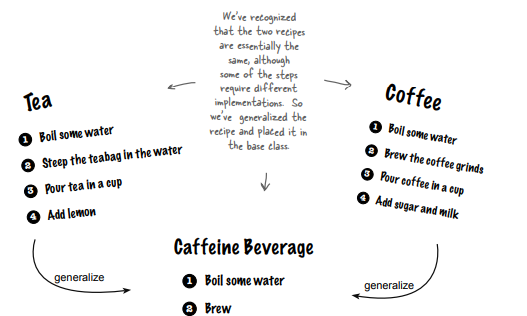 We've recognized
that the two recipes
are essentially the
same, although
some of the steps
require different
implementations. So
we've generalized the
recipe and placed it in
the base class.
Tea
1 Boil some water
2 Steep the teabag in the water
3 Pour tea in a cup
4 Add lemon
Coffee
1 Boil some water
2 Brew the coffee grinds
3 Pour coffee in a cup
4 Add sugar and milk
generalize
generalize
Caffeine Beverage
1 Boil some water
2 Brew